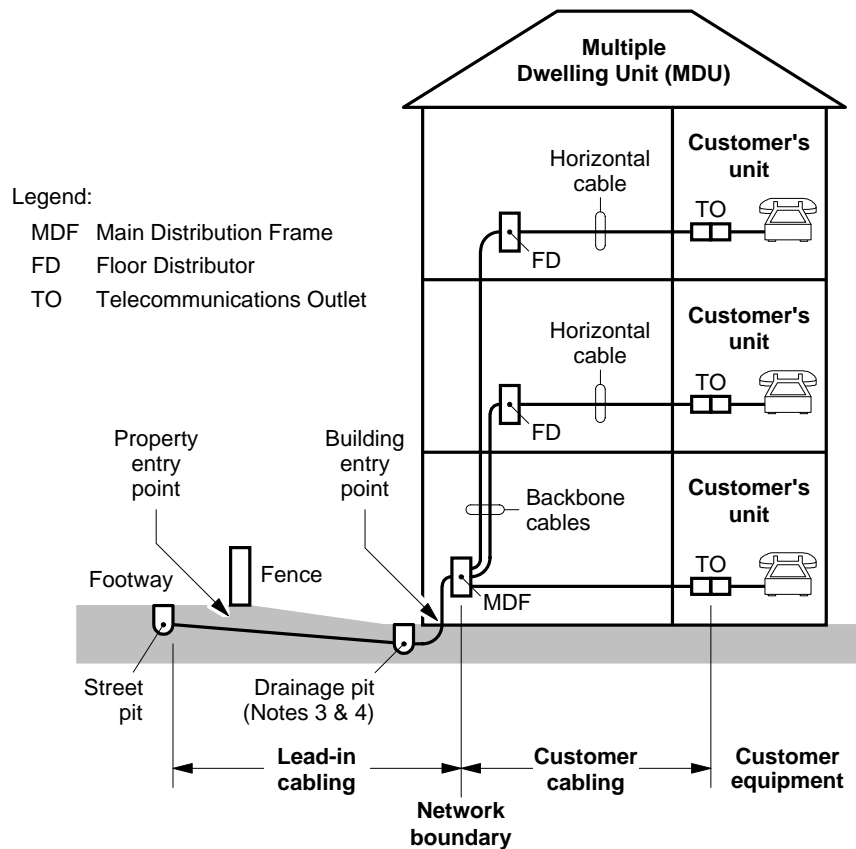 Multiple
Dwelling Unit (MDU)
Customer's
unit
Horizontal
cable
TO
FD
Legend:
MDF Main Distribution Frame
FD Floor Distributor
TO Telecommunications Outlet
Customer's
unit
Horizontal
cable
TO
FD
Property
entry
point
Building
entry
point
Backbone
cables
Customer's
unit
TO
Footway
Fence
MDF
Street
pit
Drainage pit
(Notes 3 & 4)
Lead-in
cabling
Customer
cabling
Customer
equipment
Network
boundary